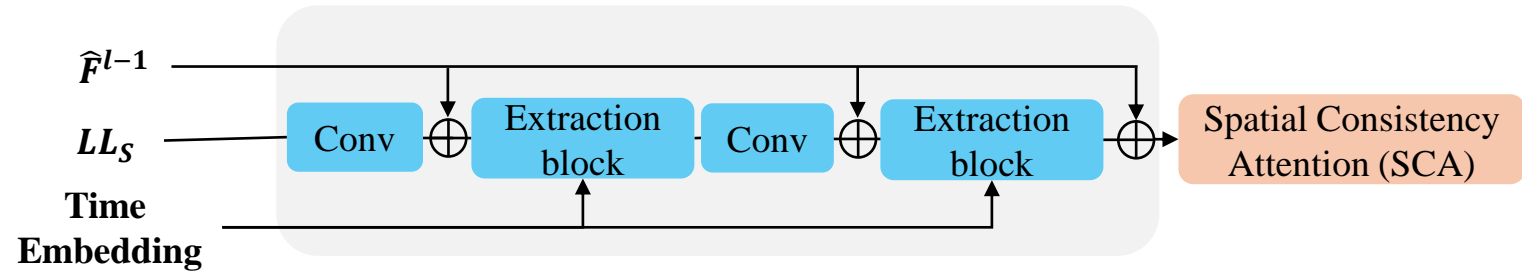 F̂^{l−1}
LL_S
Time
Embedding
Conv
Extraction
block
Conv
Extraction
block
Spatial Consistency
Attention (SCA)